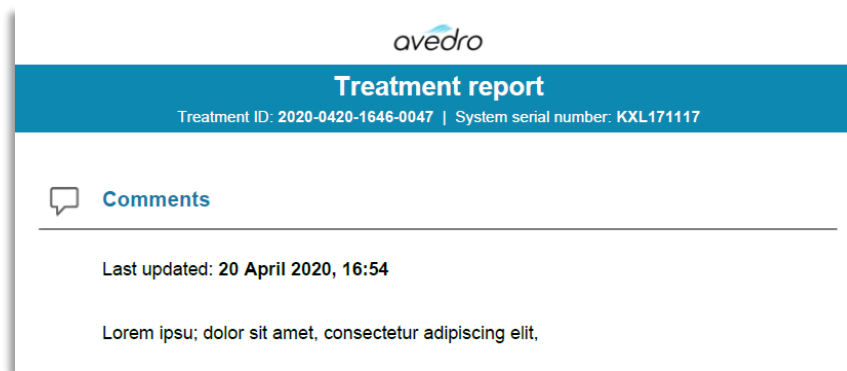 avedro
Treatment report
Treatment ID: 2020-0420-1646-0047 | System serial number: KXL171117
Comments
Last updated: 20 April 2020, 16:54
Lorem ipsu; dolor sit amet, consectetur adipiscing elit,